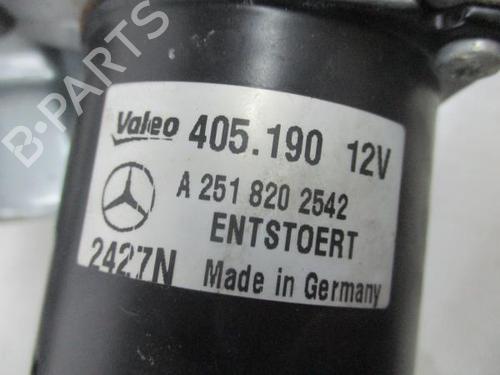 B-PARTS
Valeo 405.190 12V
A 251 820 2542
ENTSTOERT
2427N Made in Germany